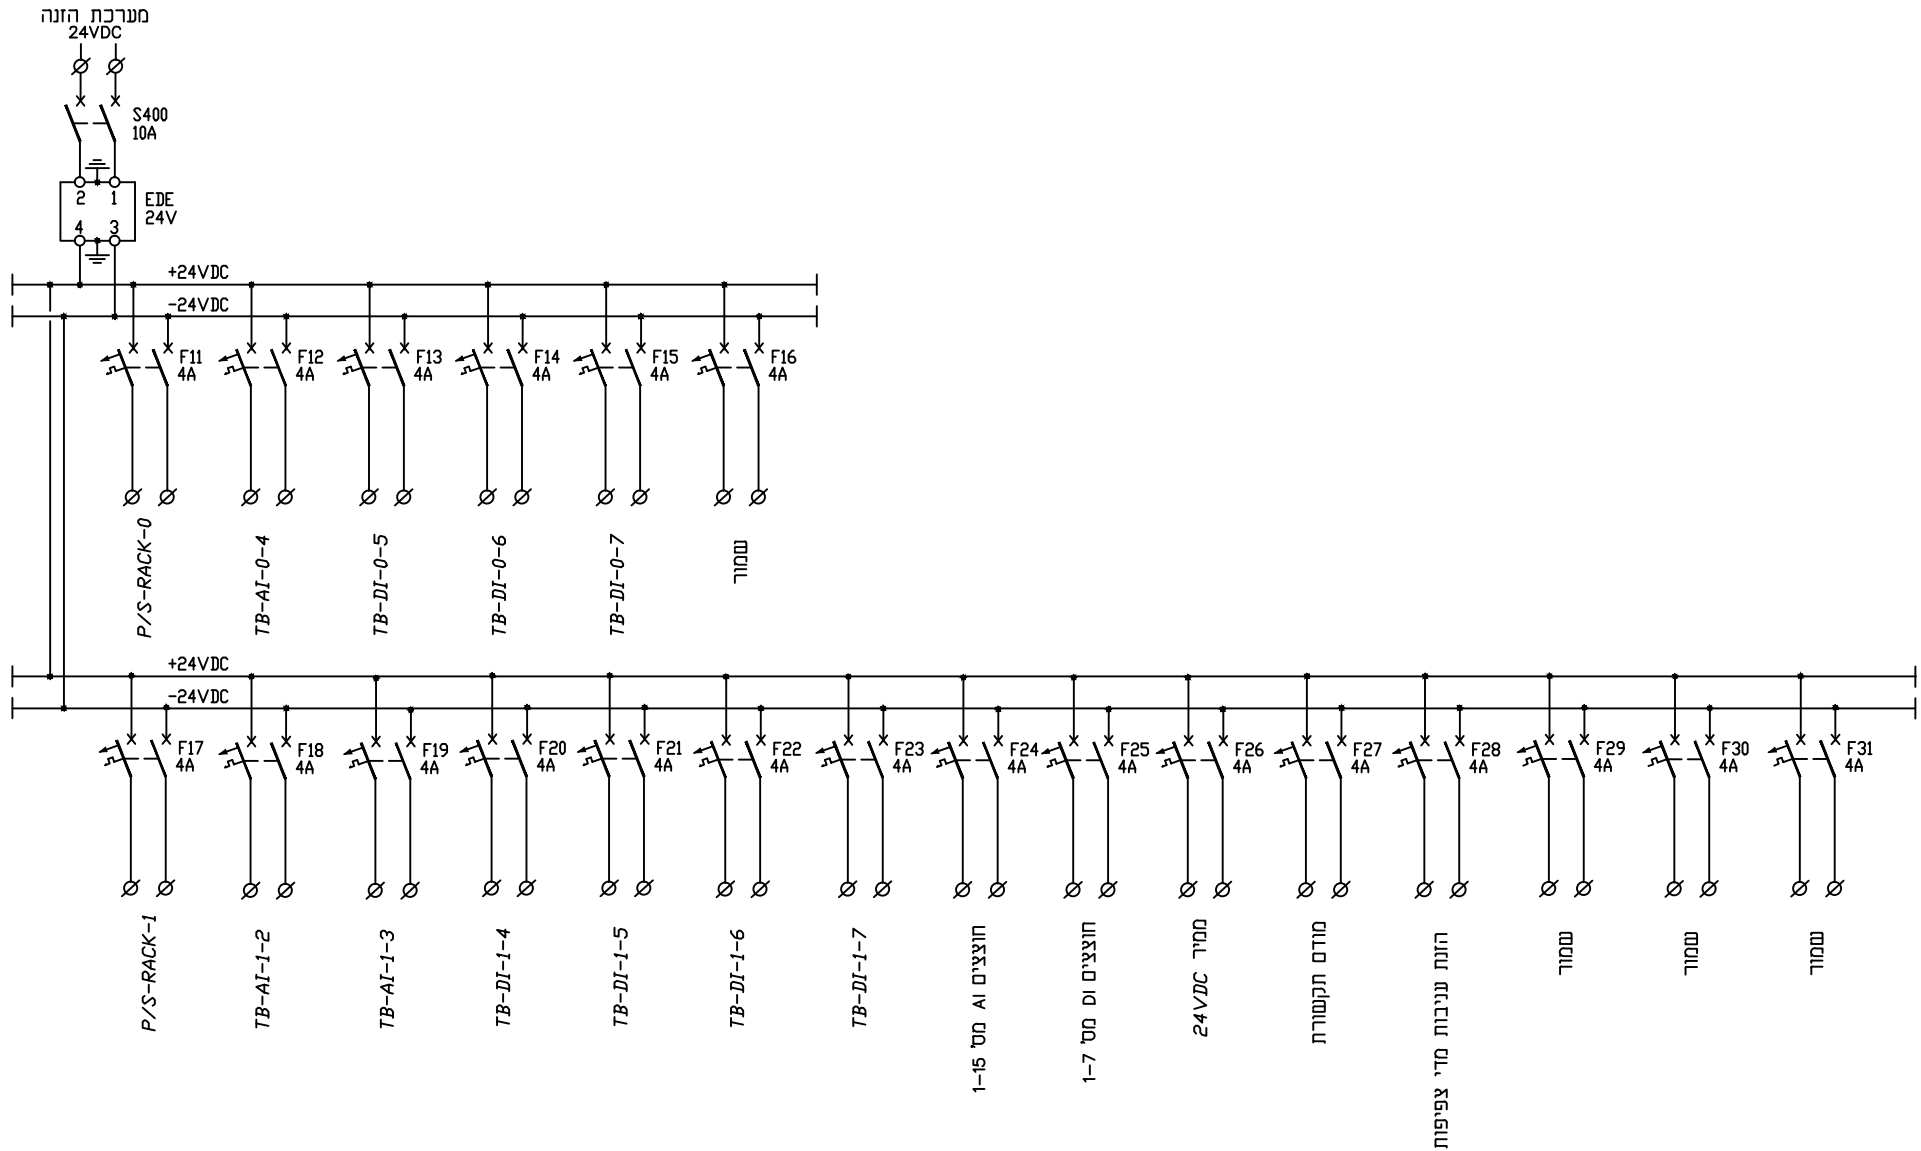 מערכת הזנה
24VDC
S400
10A
2 1
EDE
24V
4 3
+24VDC
-24VDC
F11
4A
F12
4A
F13
4A
F14
4A
F15
4A
F16
4A
P/S-RACK-0
TB-AI-0-4
TB-DI-0-5
TB-DI-0-6
TB-DI-0-7
שמור
+24VDC
-24VDC
F17
4A
F18
4A
F19
4A
F20
4A
F21
4A
F22
4A
F23
4A
F24
4A
F25
4A
F26
4A
F27
4A
F28
4A
F29
4A
F30
4A
F31
4A
P/S-RACK-1
TB-AI-1-2
TB-AI-1-3
TB-DI-1-4
TB-DI-1-5
TB-DI-1-6
TB-DI-1-7
חוצצים AI מס' 1-15
חוצצים DI מס' 1-7
ממיר 24VDC
מודם תקשורת
הזנת עניבות מדי צפיפות
שמור
שמור
שמור